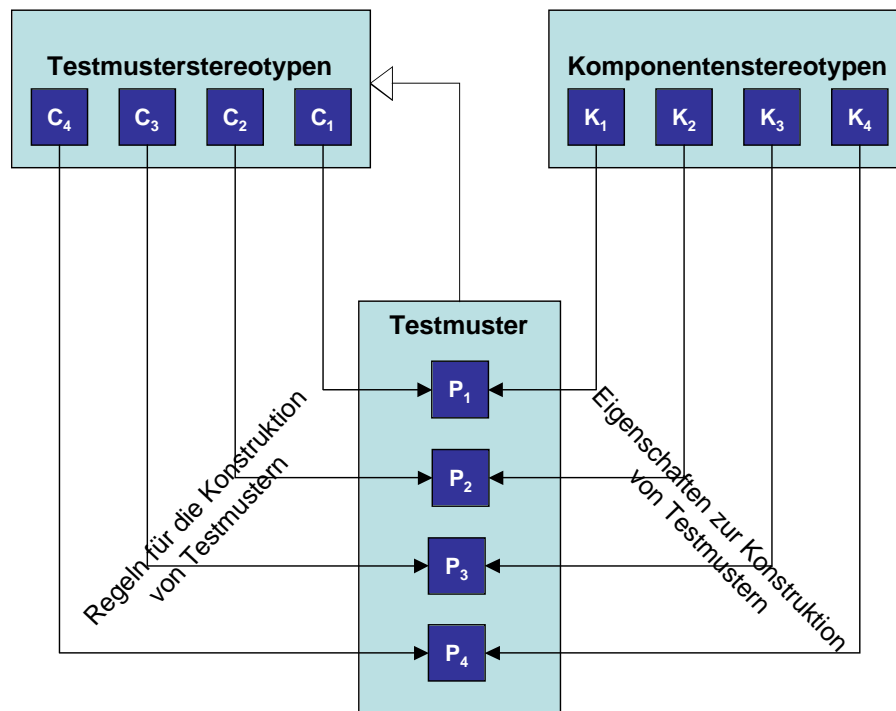 Testmusterstereotypen
C4 C3 C2 C1
Komponentenstereotypen
K1 K2 K3 K4
Testmuster
P1
P2
P3
P4
Regeln für die Konstruktion
von Testmustern
Eigenschaften zur Konstruktion
von Testmustern